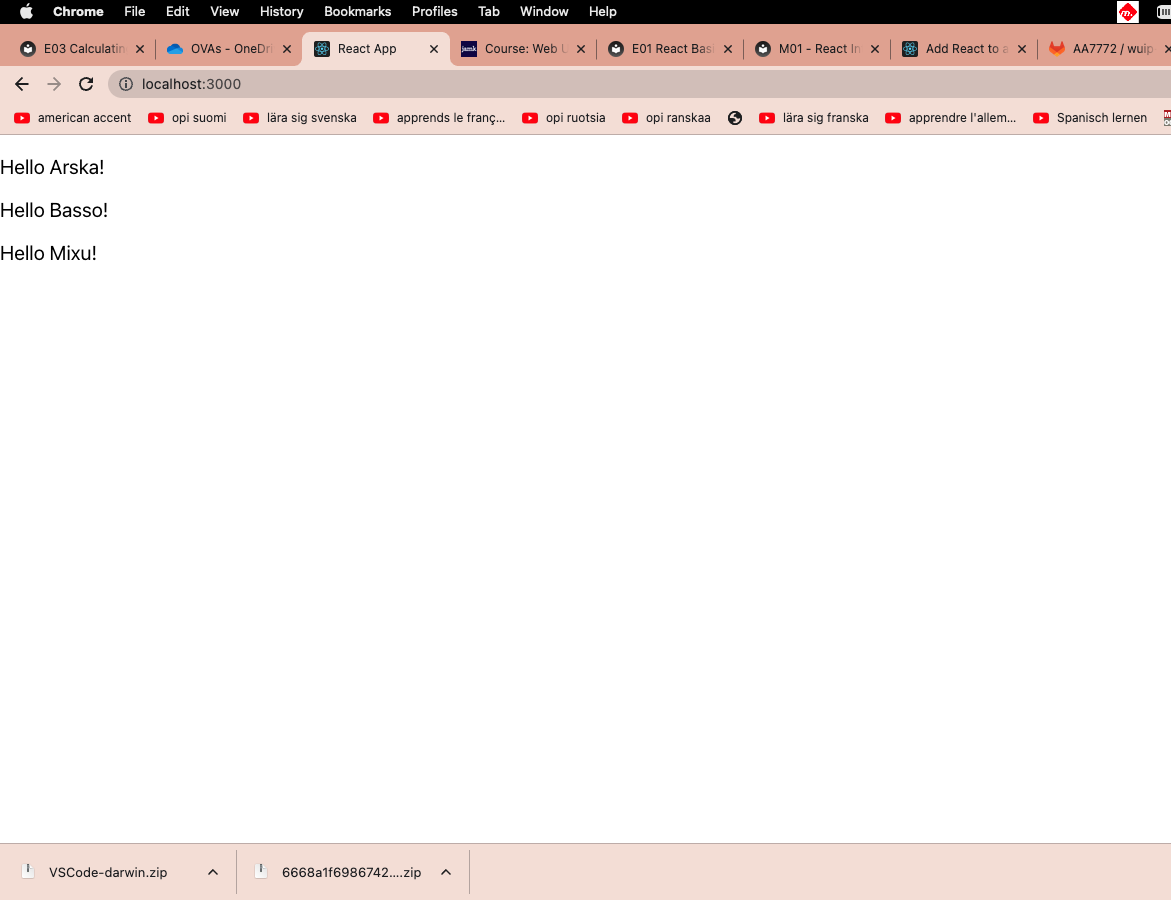 Chrome File Edit View History Bookmarks Profiles Tab Window Help
E03 Calculatin OVAs - OneDri React App jamk Course: Web U E01 React Bas M01 - React In Add React to a AA7772 / wuip
localhost:3000
american accent opi suomi lära sig svenska apprends le franç... opi ruotsia opi ranskaa lära sig franska apprendre l'allem... Spanisch lernen
Hello Arska!
Hello Basso!
Hello Mixu!
VSCode-darwin.zip 6668a1f6986742....zip